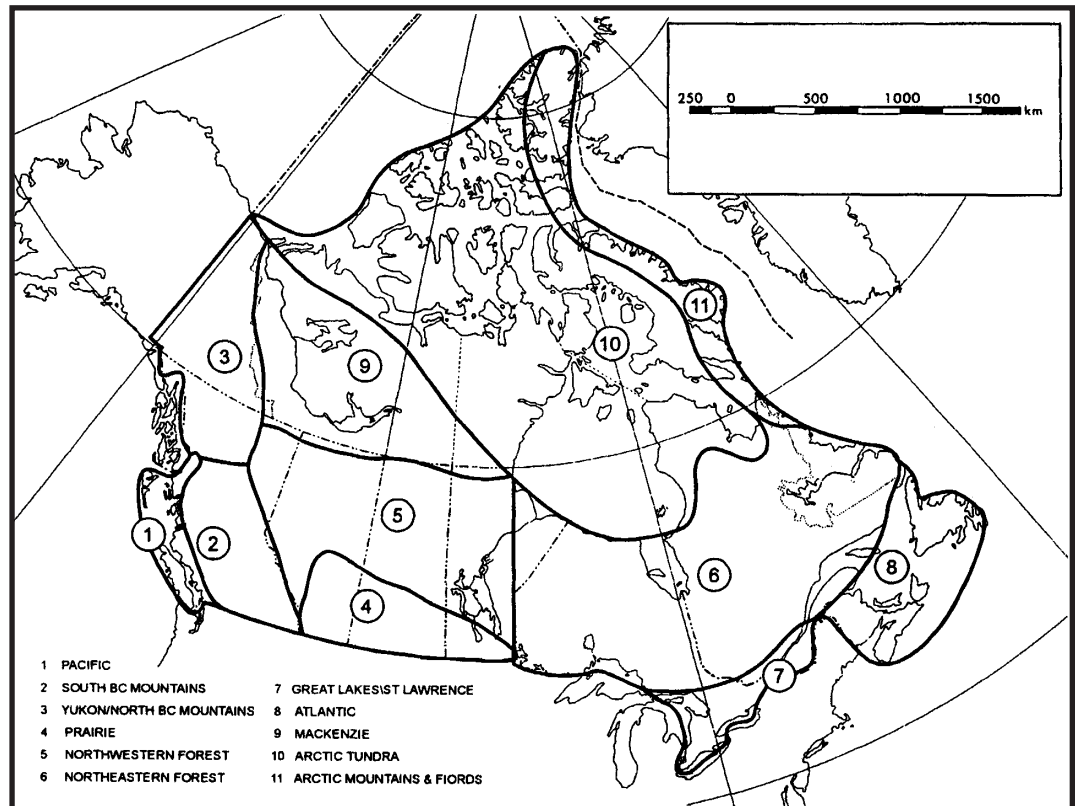 250 0 500 1000 1500 km
11
10
3
9
5
1
2
6
8
4
7
1 PACIFIC
2 SOUTH BC MOUNTAINS
3 YUKON/NORTH BC MOUNTAINS
4 PRAIRIE
5 NORTHWESTERN FOREST
6 NORTHEASTERN FOREST
7 GREAT LAKES\ST LAWRENCE
8 ATLANTIC
9 MACKENZIE
10 ARCTIC TUNDRA
11 ARCTIC MOUNTAINS & FIORDS